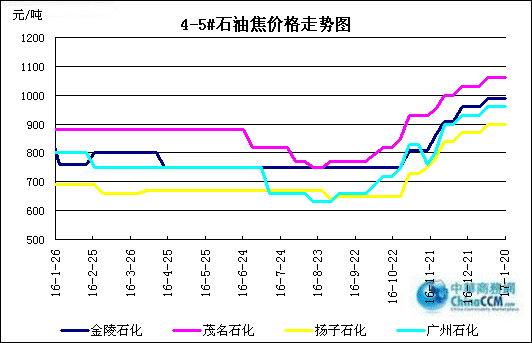 元/吨
4-5#石油焦价格走势图
1200
1100
1000
900
800
700
600
500
16-1-26
16-2-25
16-3-26
16-4-25
16-5-25
16-6-24
16-7-24
16-8-23
16-9-22
16-10-22
16-11-21
16-12-21
17-1-20
中华商务网
ChinaCCM.com
金陵石化
茂名石化
扬子石化
广州石化